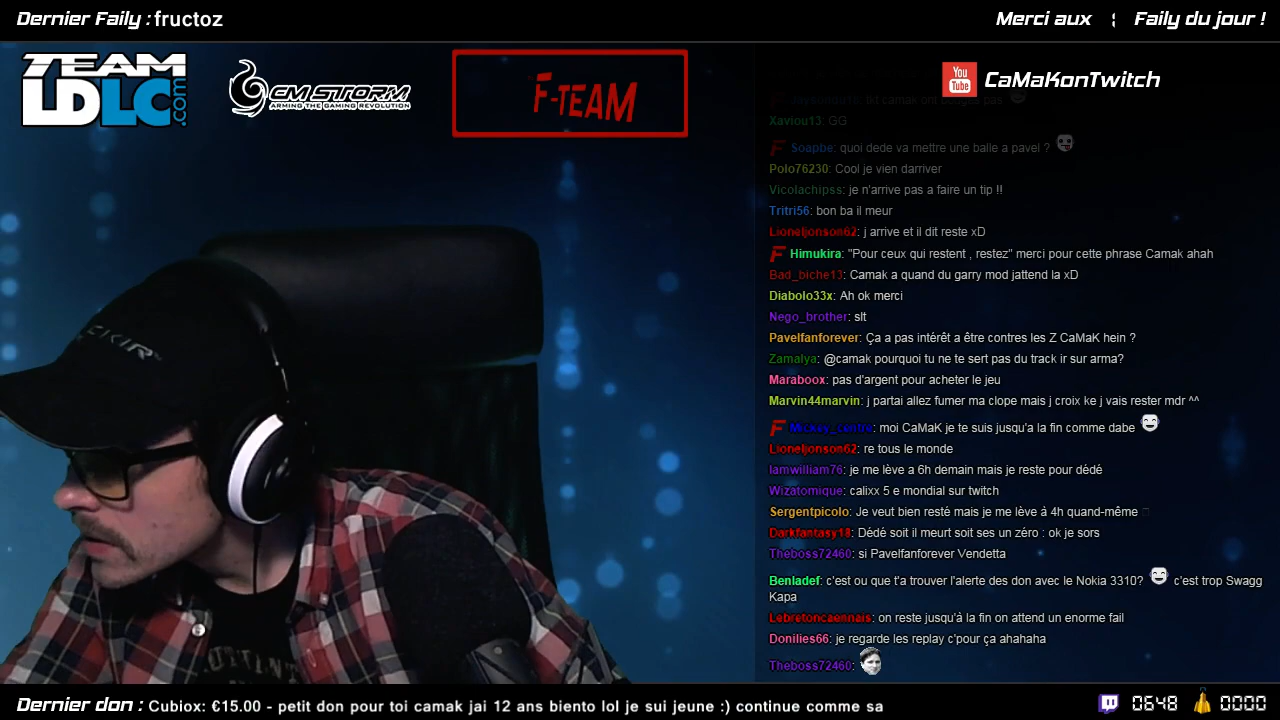 Dernier Faily : fructoz
Merci aux ¦ Faily du jour !
TEAM
LDLC.com
CM STORM
ARMING THE GAMING REVOLUTION
F-TEAM
You Tube CaMaKonTwitch
camak ont pas
Xaviou13: GG
F Soapbe: quoi dede va mettre une balle a pavel ?
Polo76230: Cool je vien darriver
Vicolachipss: je n'arrive pas a faire un tip !!
Tritri56: bon ba il meur
Lioneljonson62: j arrive et il dit reste xD
F Himukira: "Pour ceux qui restent , restez" merci pour cette phrase Camak ahah
Bad_biche13: Camak a quand du garry mod jattend la xD
Diabolo33x: Ah ok merci
Nego_brother: slt
Pavelfanforever: Ça a pas intérêt a être contres les Z CaMaK hein ?
Zamalya: @camak pourquoi tu ne te sert pas du track ir sur arma?
Maraboox: pas d'argent pour acheter le jeu
Marvin44marvin: j partai allez fumer ma clope mais j croix ke j vais rester mdr ^^
F Mickey_centre: moi CaMaK je te suis jusqu'a la fin comme dabe
Lioneljonson62: re tous le monde
Iamwilliam76: je me lève a 6h demain mais je reste pour dédé
Wizatomique: calixx 5 e mondial sur twitch
Sergentpicolo: Je veut bien resté mais je me lève à 4h quand-même
Darkfantasy18: Dédé soit il meurt soit ses un zéro : ok je sors
Theboss72460: si Pavelfanforever Vendetta
Benladef: c'est ou que t'a trouver l'alerte des don avec le Nokia 3310? c'est trop Swagg
Kapa
Lebretoncaennais: on reste jusqu'à la fin on attend un enorme fail
Donilies66: je regarde les replay c'pour ça ahahaha
Theboss72460:
Dernier don : Cubiox: €15.00 - petit don pour toi camak jai 12 ans biento lol je sui jeune :) continue comme sa
0648 0000